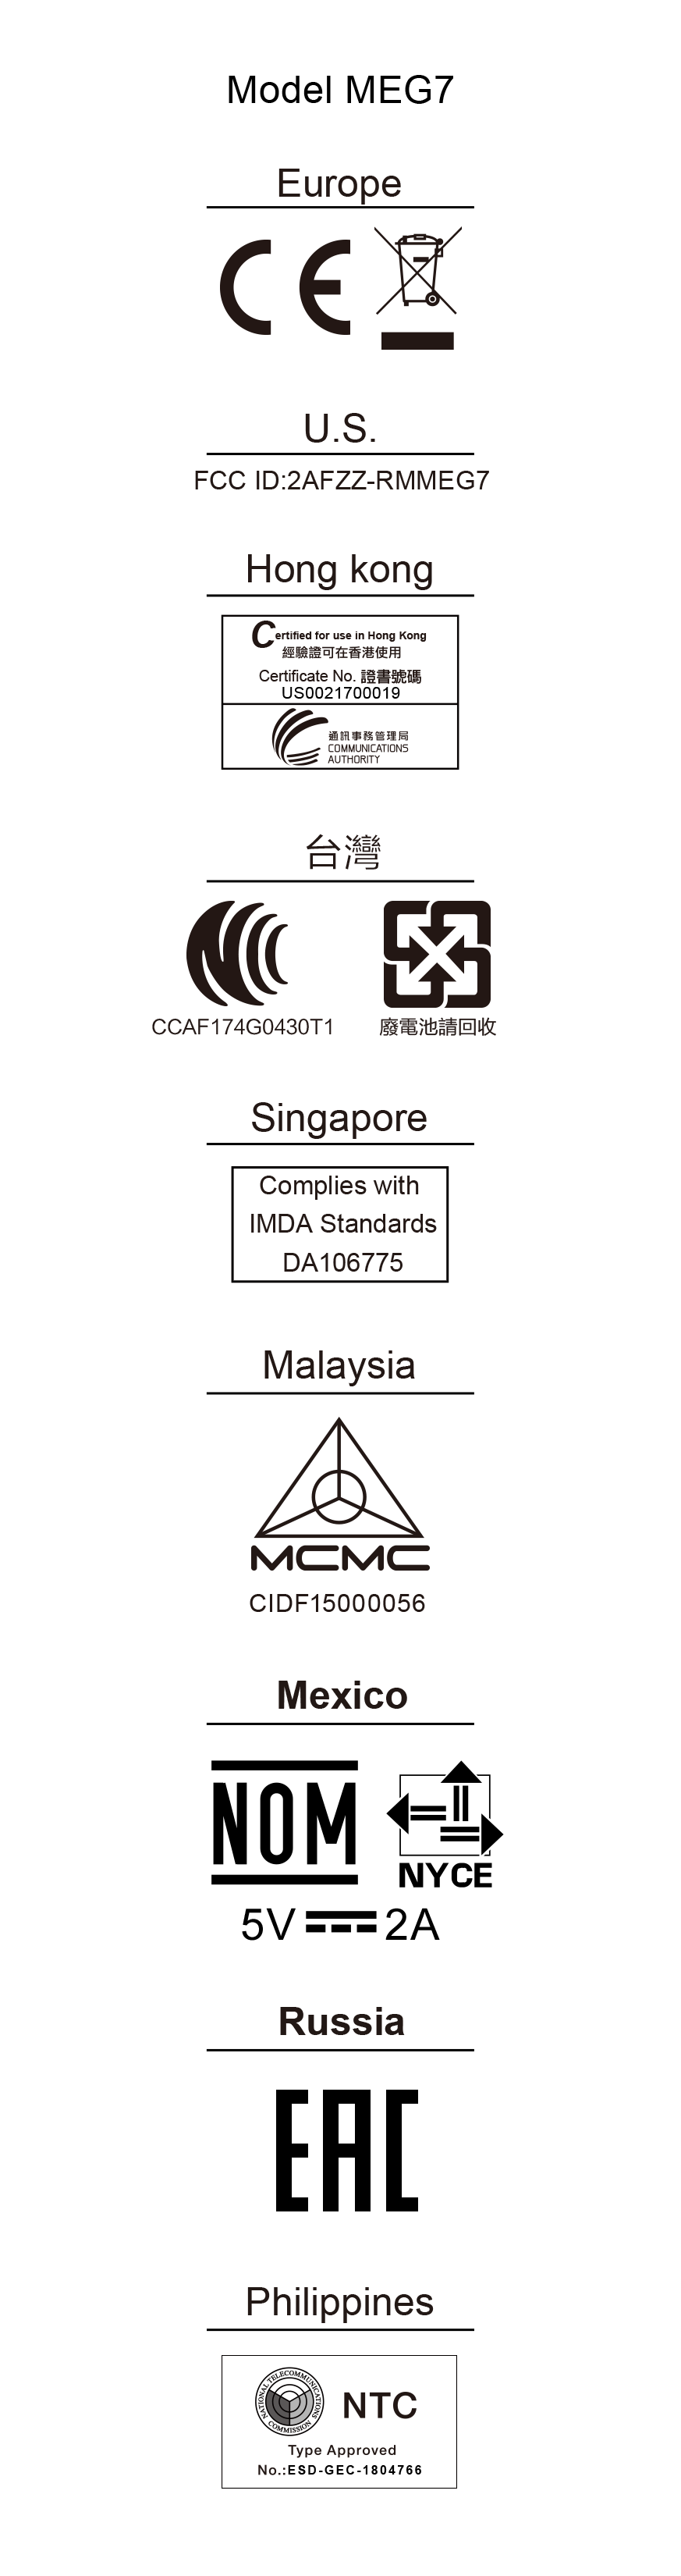 Model MEG7
Europe
CE
U.S.
FCC ID:2AFZZ-RMMEG7
Hong kong
Certified for use in Hong Kong
經驗證可在香港使用
Certificate No. 證書號碼
US0021700019
通訊事務管理局
COMMUNICATIONS
AUTHORITY
台灣
CCAF174G0430T1
廢電池請回收
Singapore
Complies with
IMDA Standards
DA106775
Malaysia
MCMC
CIDF15000056
Mexico
NOM
NYCE
5V 2A
Russia
EAC
Philippines
NATIONAL TELECOMMUNICATIONS COMMISSION
NTC
Type Approved
No.:ESD-GEC-1804766